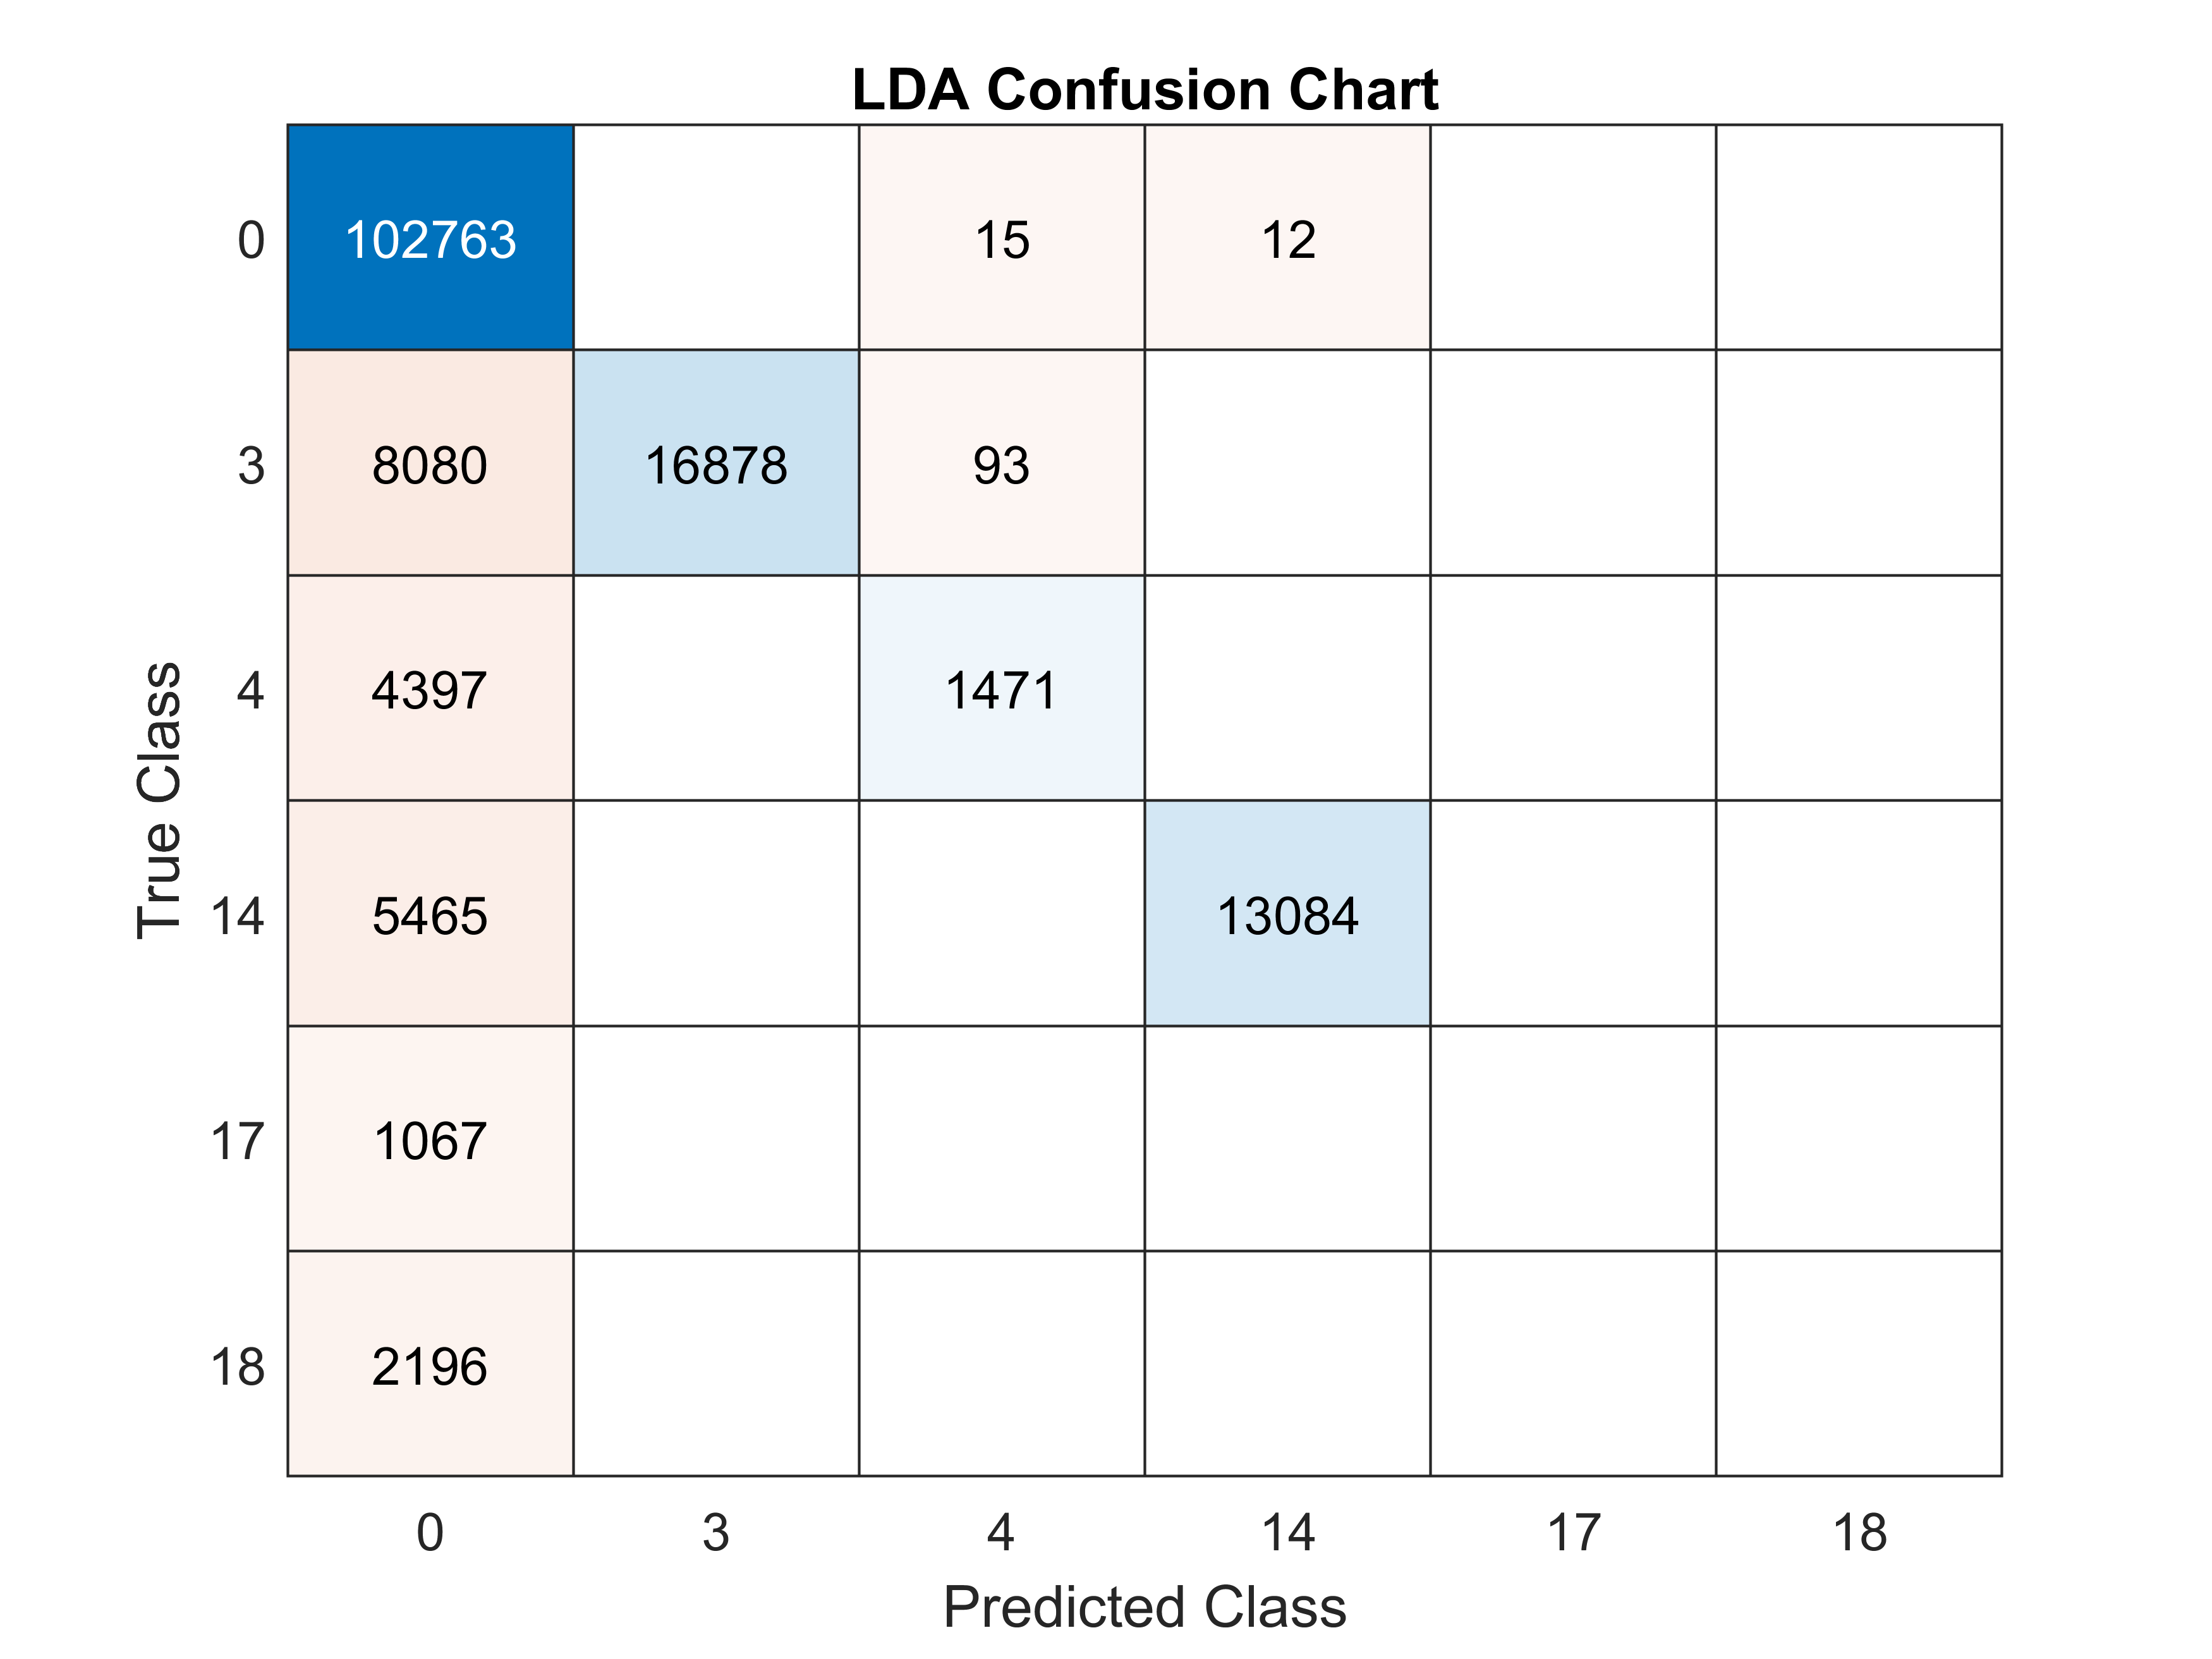 LDA Confusion Chart
0 102763 15 12
3 8080 16878 93
4 4397 1471
14 5465 13084
17 1067
18 2196
0 3 4 14 17 18
True Class
Predicted Class